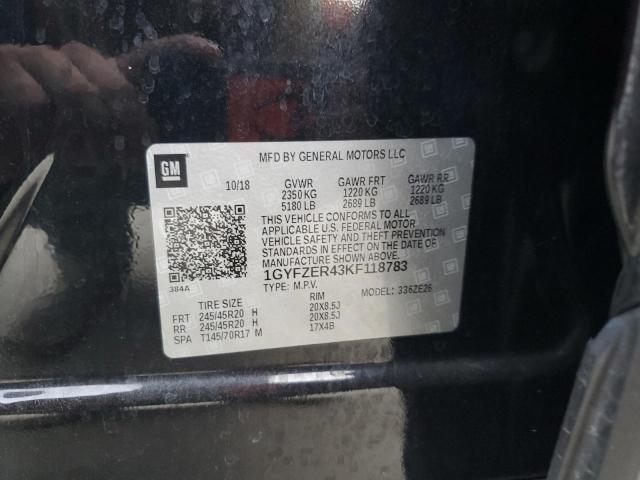 GM
MFD BY GENERAL MOTORS LLC
10/18 GVWR GAWR FRT GAWR RR
2350 KG 1220 KG 1220 KG
5180 LB 2689 LB 2689 LB
THIS VEHICLE CONFORMS TO ALL
APPLICABLE U.S. FEDERAL MOTOR
VEHICLE SAFETY AND THEFT PREVENTION
STANDARDS IN EFFECT ON THE DATE OF
MANUFACTURE SHOWN ABOVE.
384A
1GYFZER43KF118783
TYPE: M.P.V. MODEL: 336ZE26
TIRE SIZE RIM
FRT 245/45R20 H 20X8.5J
RR 245/45R20 H 20X8.5J
SPA T145/70R17 M 17X4B